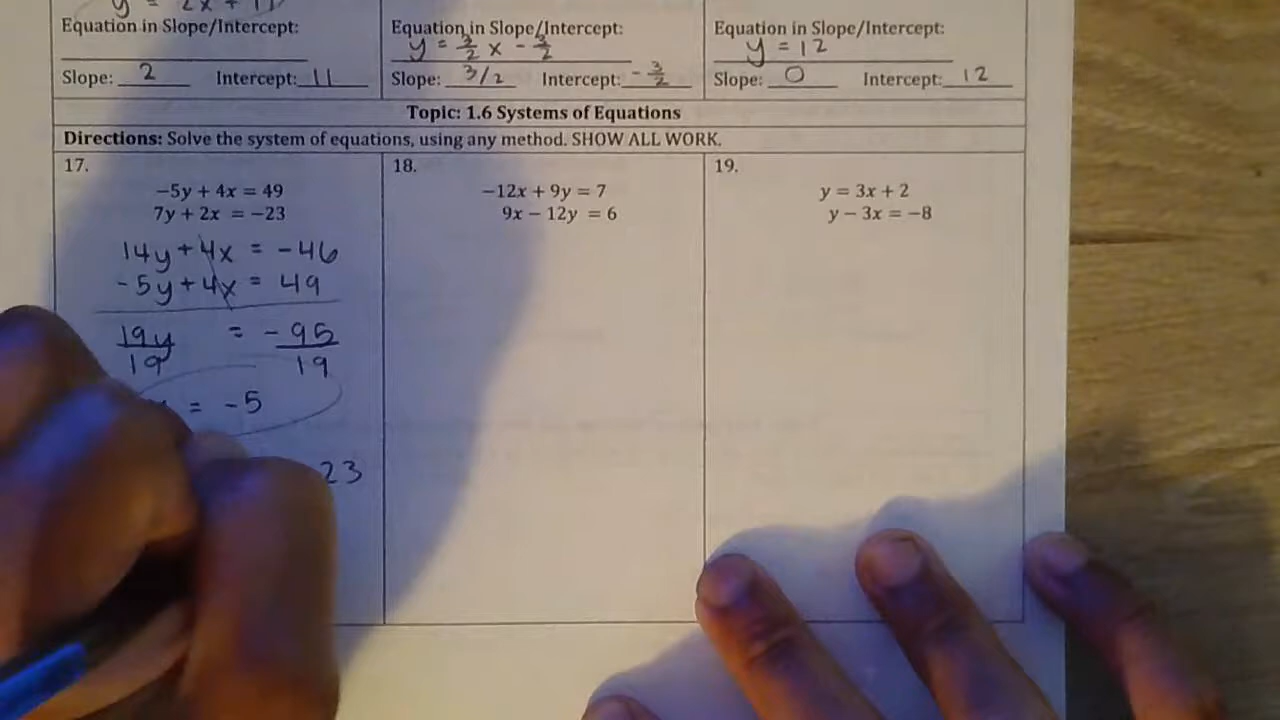 y = 2x + 11
Equation in Slope/Intercept:
Slope: 2 Intercept: 11
Equation in Slope/Intercept:
y = 3/2 x - 3/2
Slope: 3/2 Intercept: - 3/2
Equation in Slope/Intercept:
y = 12
Slope: 0 Intercept: 12
Topic: 1.6 Systems of Equations
Directions: Solve the system of equations, using any method. SHOW ALL WORK.
17.
−5y + 4x = 49
7y + 2x = −23
14y + 4x = - 46
- 5y + 4x = 49
19y = - 95
19 19
= -5
23
18.
−12x + 9y = 7
9x − 12y = 6
19.
y = 3x + 2
y − 3x = −8